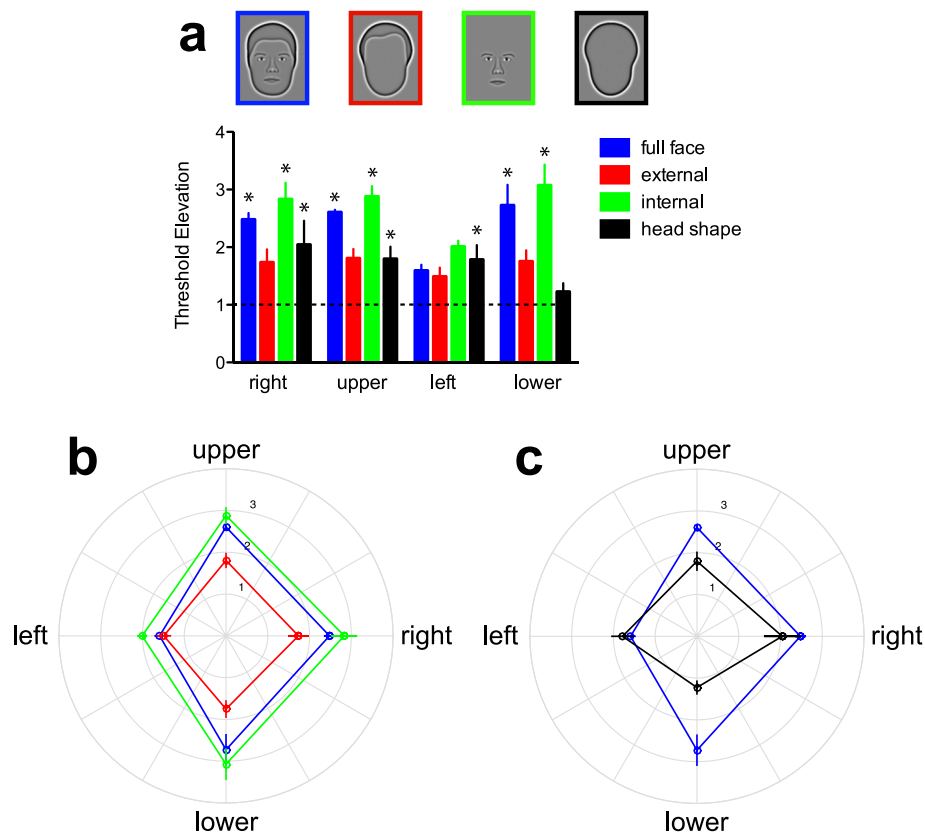 a
4
3
2
1
0
Threshold Elevation
* * * * * * * * *
right upper left lower
full face
external
internal
head shape
b
upper
3
2
1
left
right
lower
c
upper
3
2
1
left
right
lower